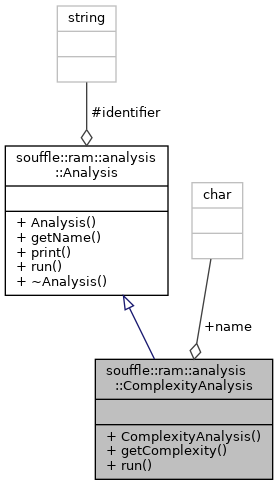 string
#identifier
souffle::ram::analysis
::Analysis
+ Analysis()
+ getName()
+ print()
+ run()
+ ~Analysis()
char
+name
souffle::ram::analysis
::ComplexityAnalysis
+ ComplexityAnalysis()
+ getComplexity()
+ run()